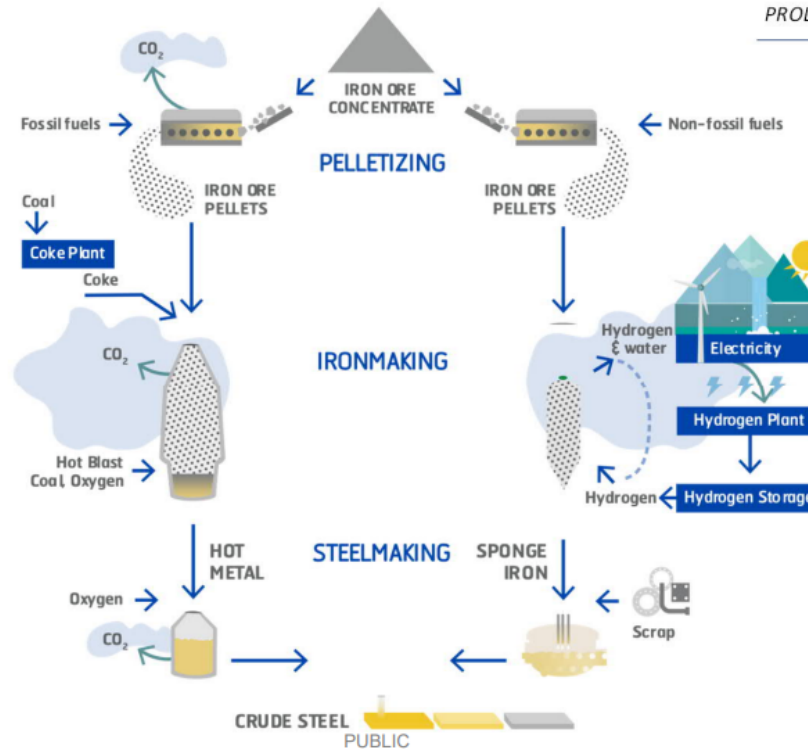 PROD
CO2
IRON ORE
CONCENTRATE
Fossil fuels
Non-fossil fuels
PELLETIZING
IRON ORE
PELLETS
IRON ORE
PELLETS
Coal
Coke Plant
Coke
Hydrogen
& water
Electricity
CO2
IRONMAKING
Hydrogen Plant
Hot Blast
Coal, Oxygen
Hydrogen
Hydrogen Storage
HOT
METAL
STEELMAKING
SPONGE
IRON
Oxygen
CO2
Scrap
CRUDE STEEL
PUBLIC